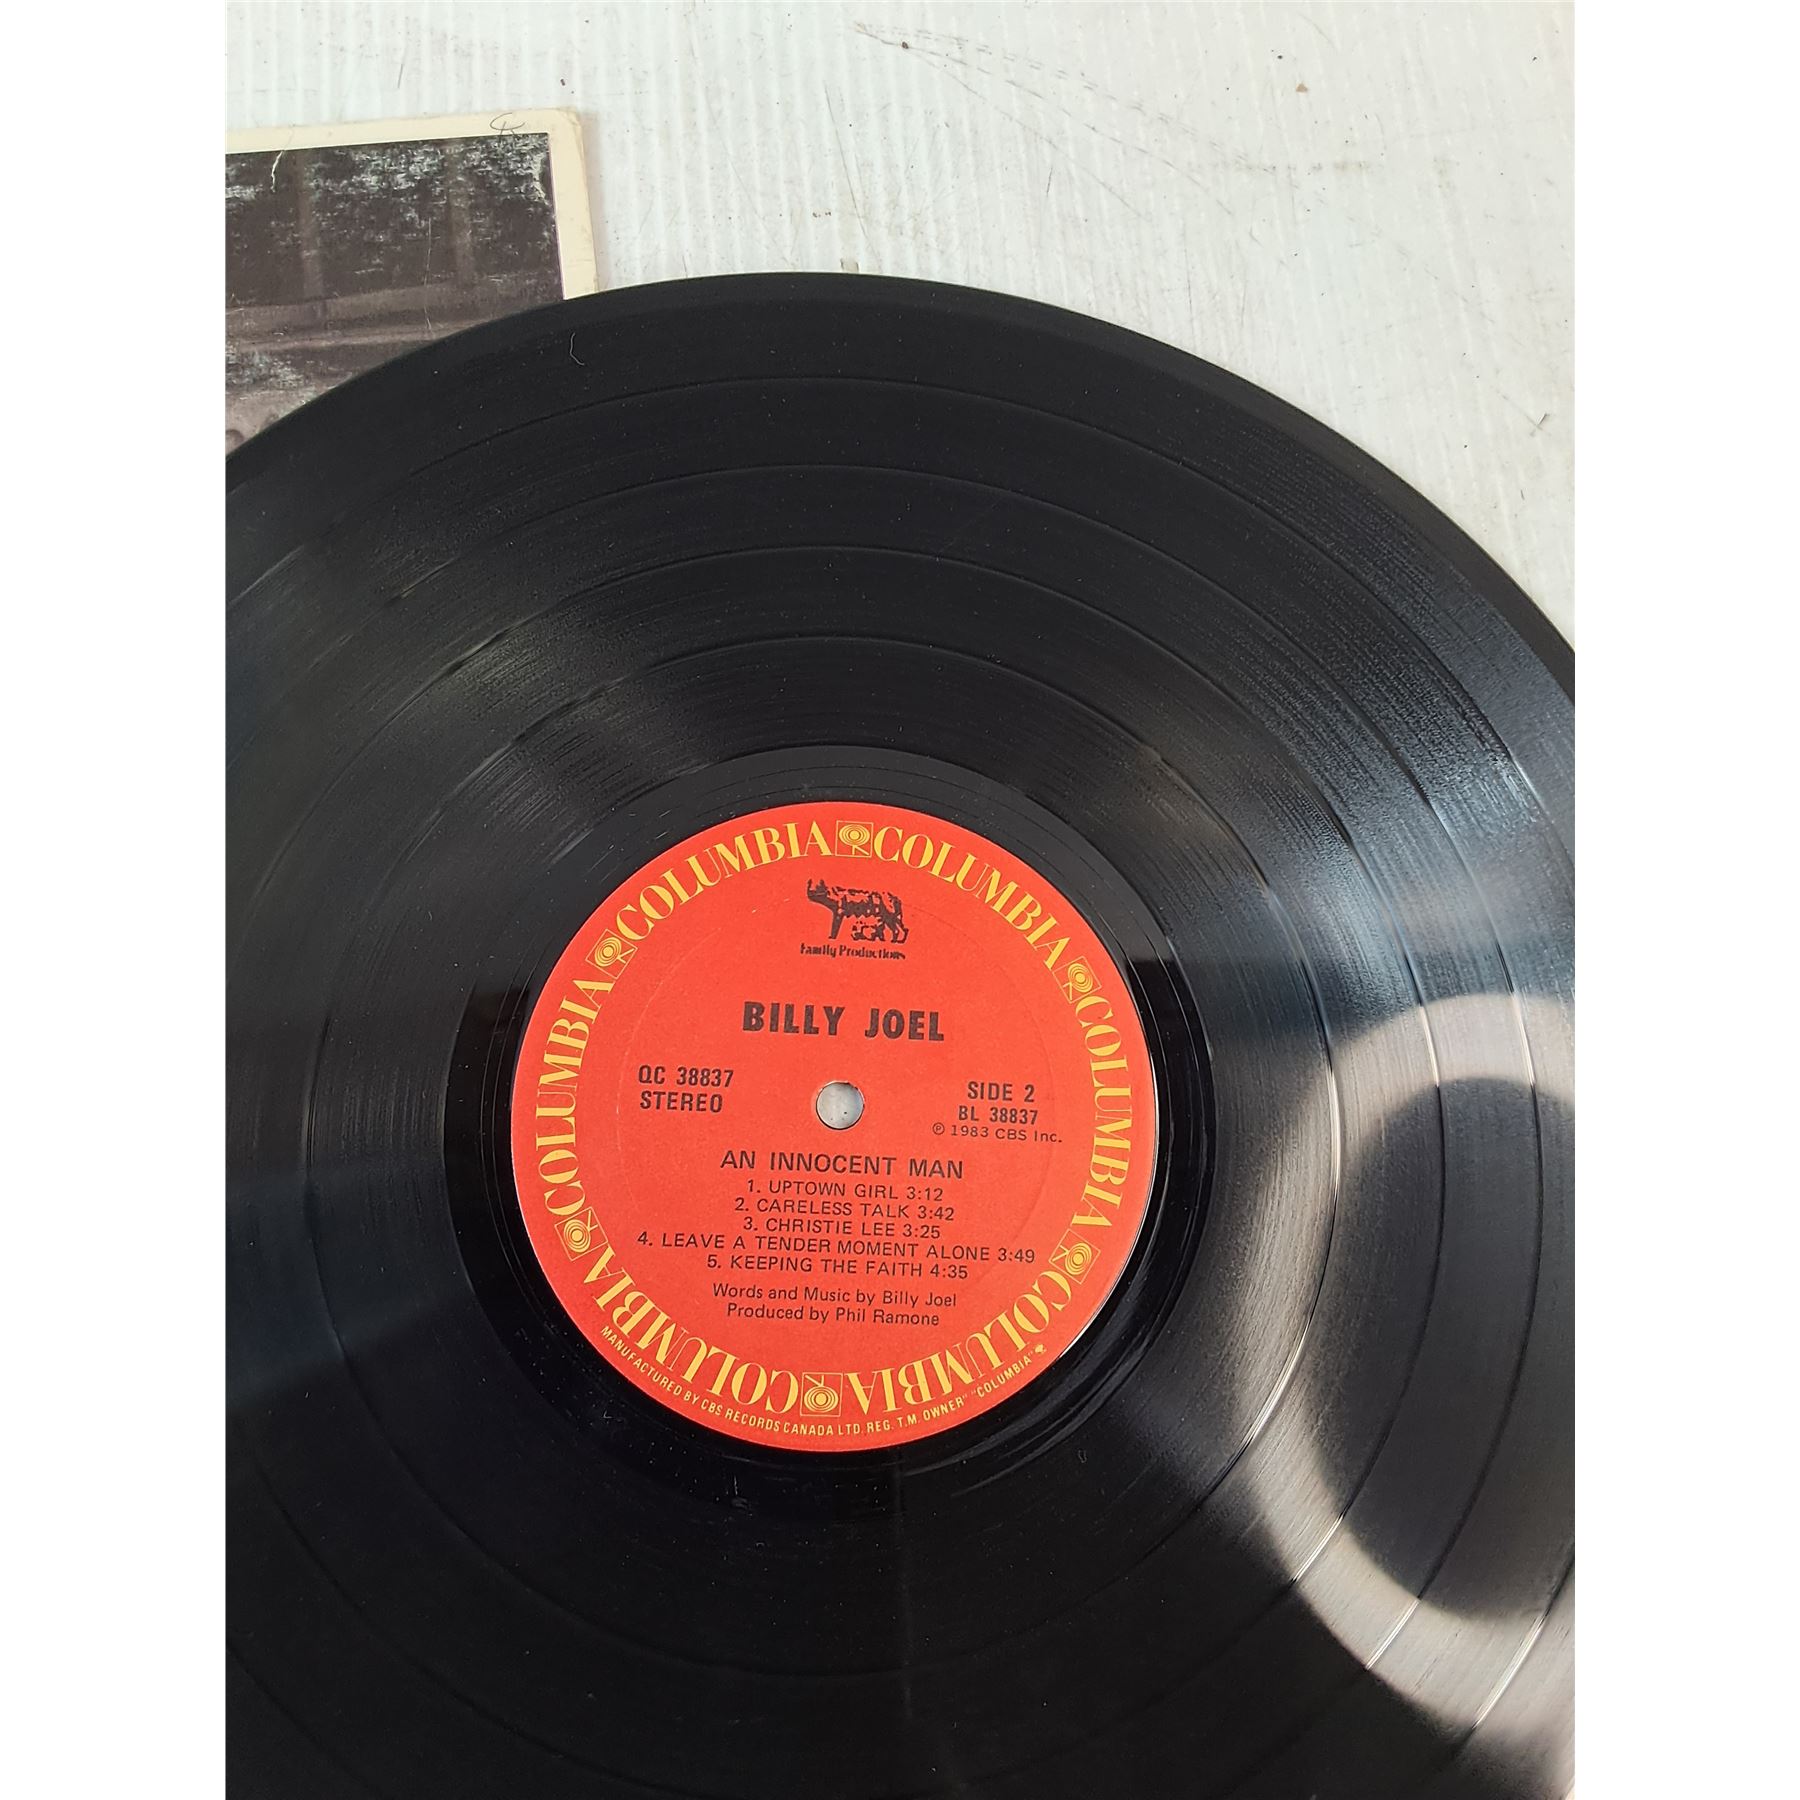 COLUMBIA COLUMBIA COLUMBIA COLUMBIA COLUMBIA COLUMBIA COLUMBIA COLUMBIA
Family Productions
BILLY JOEL
QC 38837
STEREO
SIDE 2
BL 38837
℗ 1983 CBS Inc.
AN INNOCENT MAN
1. UPTOWN GIRL 3:12
2. CARELESS TALK 3:42
3. CHRISTIE LEE 3:25
4. LEAVE A TENDER MOMENT ALONE 3:49
5. KEEPING THE FAITH 4:35
Words and Music by Billy Joel
Produced by Phil Ramone
MANUFACTURED BY CBS RECORDS CANADA LTD. REG. T.M. OWNER "COLUMBIA"